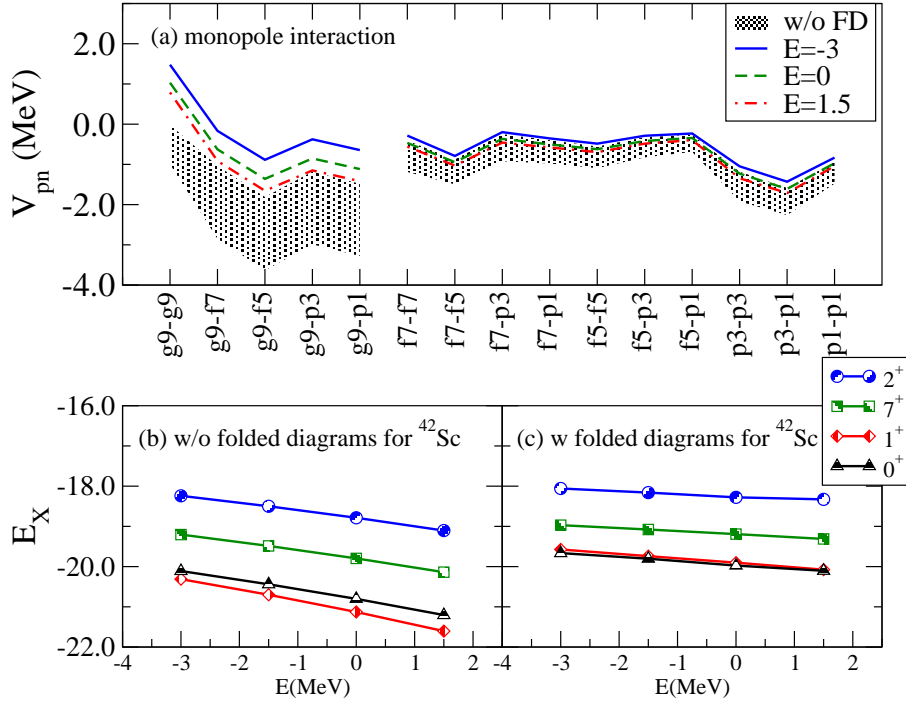 (a) monopole interaction
w/o FD
E=-3
E=0
E=1.5
V_pn (MeV)
2.0
0.0
-2.0
-4.0
g9-g9
g9-f7
g9-f5
g9-p3
g9-p1
f7-f7
f7-f5
f7-p3
f7-p1
f5-f5
f5-p3
f5-p1
p3-p3
p3-p1
p1-p1
2⁺
7⁺
1⁺
0⁺
(b) w/o folded diagrams for ⁴²Sc
(c) w folded diagrams for ⁴²Sc
E_X
-16.0
-18.0
-20.0
-22.0
-4 -3 -2 -1 0 1 2
-4 -3 -2 -1 0 1 2
E(MeV)
E(MeV)